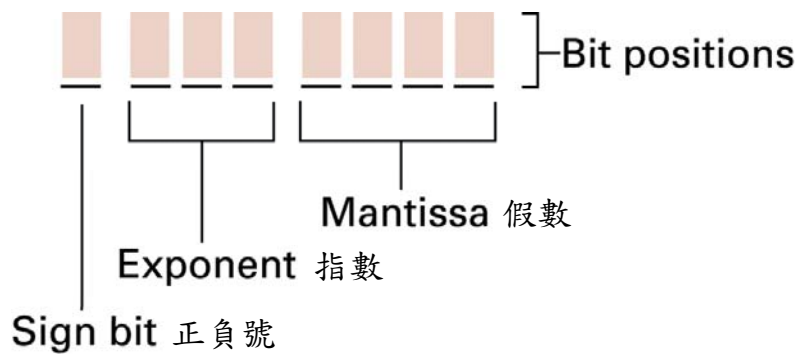 Bit positions
Mantissa 假數
Exponent 指數
Sign bit 正負號